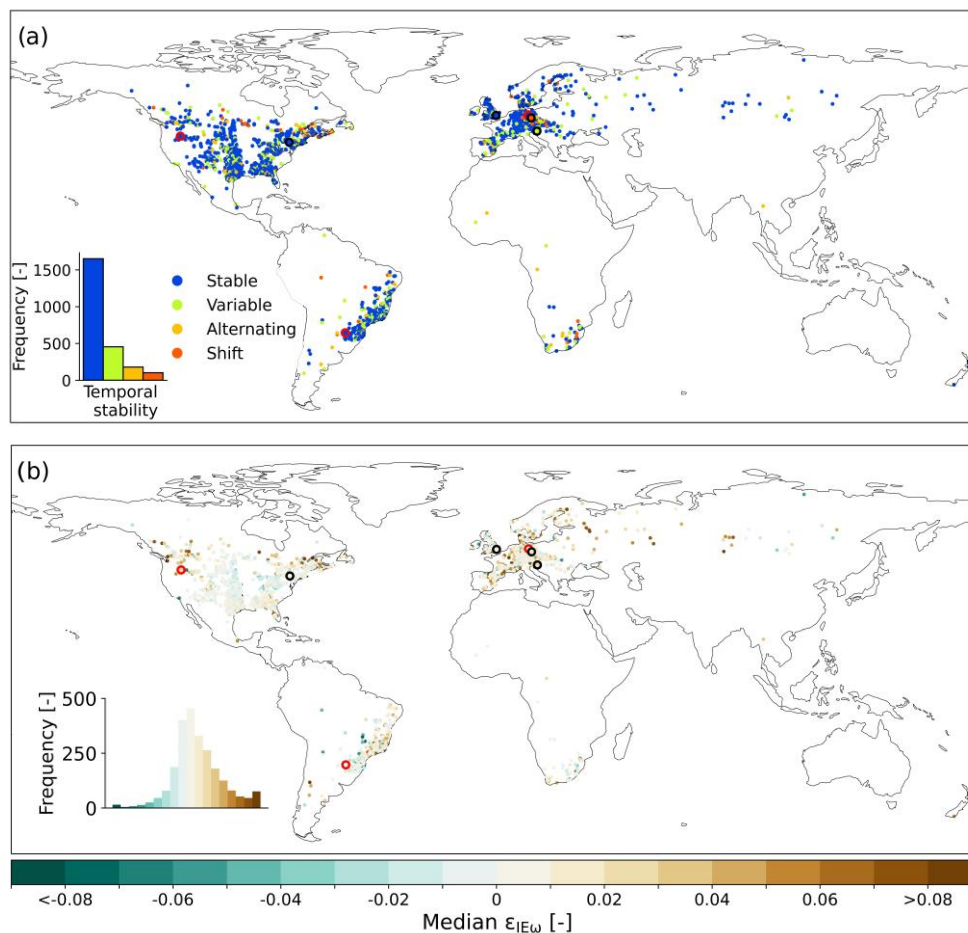 (a)
Frequency [-]
1500
1000
500
0
Temporal
stability
Stable
Variable
Alternating
Shift
(b)
Frequency [-]
500
250
0
<-0.08 -0.06 -0.04 -0.02 0 0.02 0.04 0.06 >0.08
Median εIEω [-]